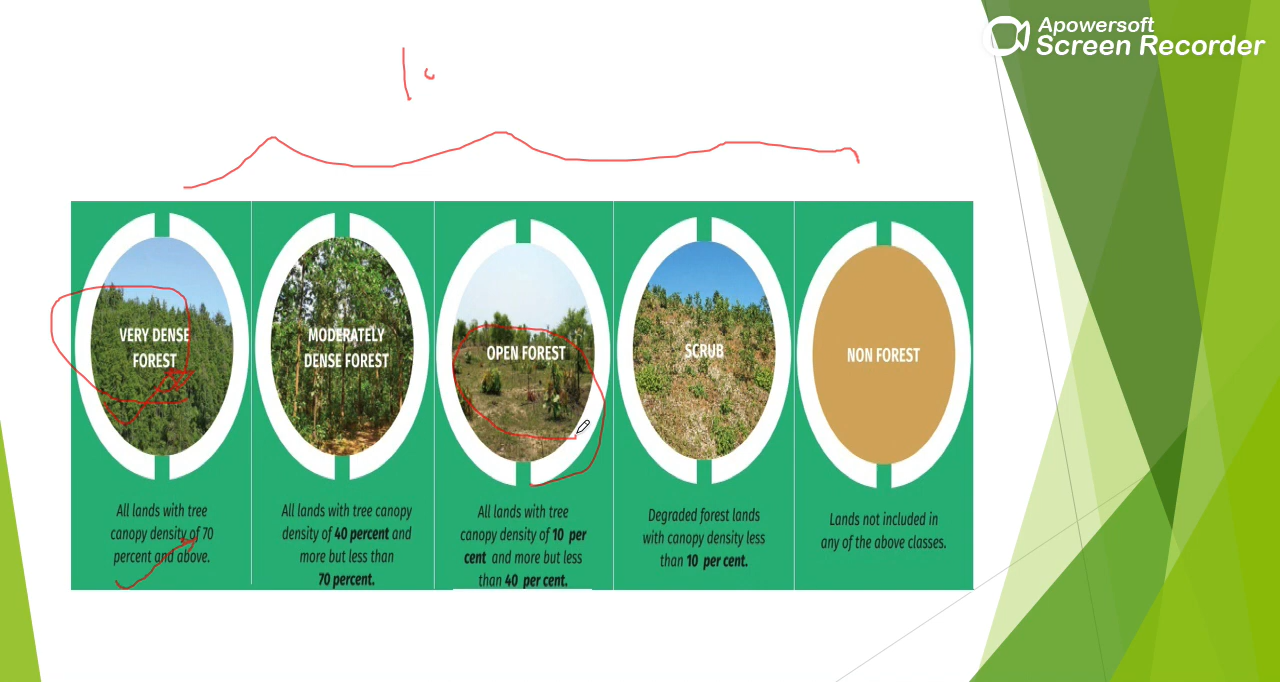 Apowersoft
Screen Recorder
VERY DENSE
FOREST
MODERATELY
DENSE FOREST
OPEN FOREST
SCRUB
NON FOREST
All lands with tree
canopy density of 70
percent and above.
All lands with tree canopy
density of 40 percent and
more but less than
70 percent.
All lands with tree
canopy density of 10 per
cent and more but less
than 40 per cent.
Degraded forest lands
with canopy density less
than 10 per cent.
Lands not included in
any of the above classes.